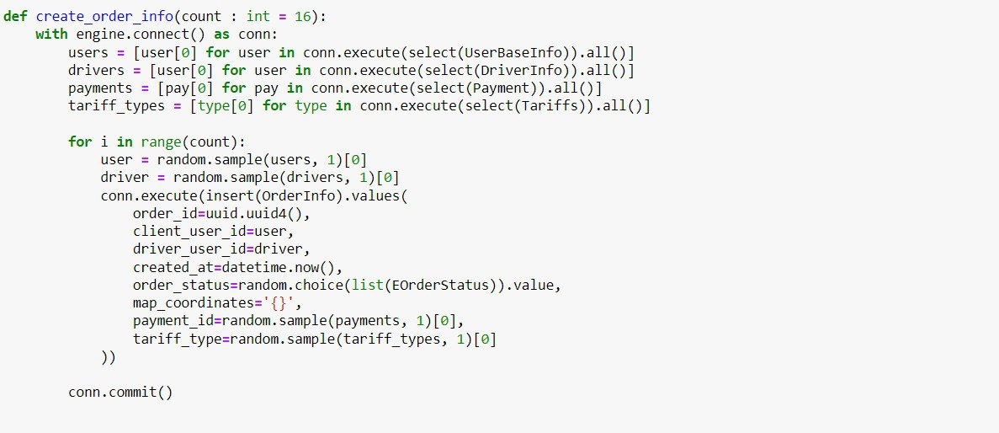 def create_order_info(count : int = 16):
    with engine.connect() as conn:
        users = [user[0] for user in conn.execute(select(UserBaseInfo)).all()]
        drivers = [user[0] for user in conn.execute(select(DriverInfo)).all()]
        payments = [pay[0] for pay in conn.execute(select(Payment)).all()]
        tariff_types = [type[0] for type in conn.execute(select(Tariffs)).all()]

        for i in range(count):
            user = random.sample(users, 1)[0]
            driver = random.sample(drivers, 1)[0]
            conn.execute(insert(OrderInfo).values(
                order_id=uuid.uuid4(),
                client_user_id=user,
                driver_user_id=driver,
                created_at=datetime.now(),
                order_status=random.choice(list(EOrderStatus)).value,
                map_coordinates='{}',
                payment_id=random.sample(payments, 1)[0],
                tariff_type=random.sample(tariff_types, 1)[0]
            ))

        conn.commit()